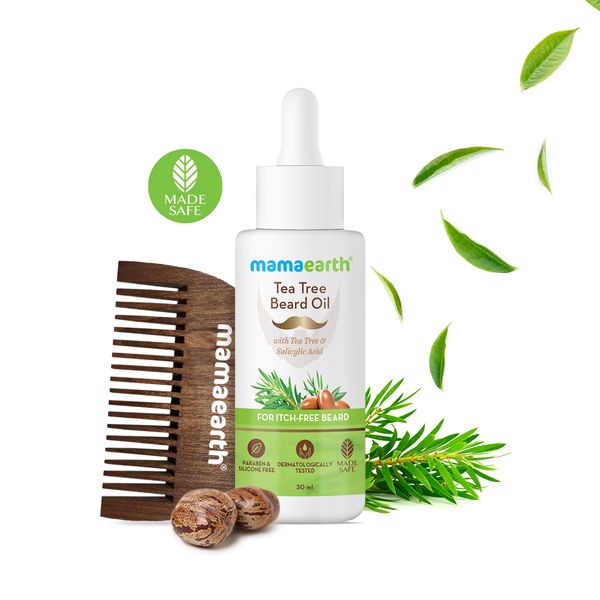 MADE
SAFE
mamaearth®
Tea Tree
Beard Oil
with Tea Tree &
Salicylic Acid
FOR ITCH-FREE BEARD
PARABEN &
SILICONE FREE
DERMATOLOGICALLY
TESTED
MADE
SAFE
30 ml
mamaearth®